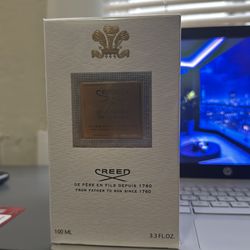 CREED
DE PÈRE EN FILS DEPUIS 1760
FROM FATHER TO SON SINCE 1760
100 ML
3.3 FL.OZ.